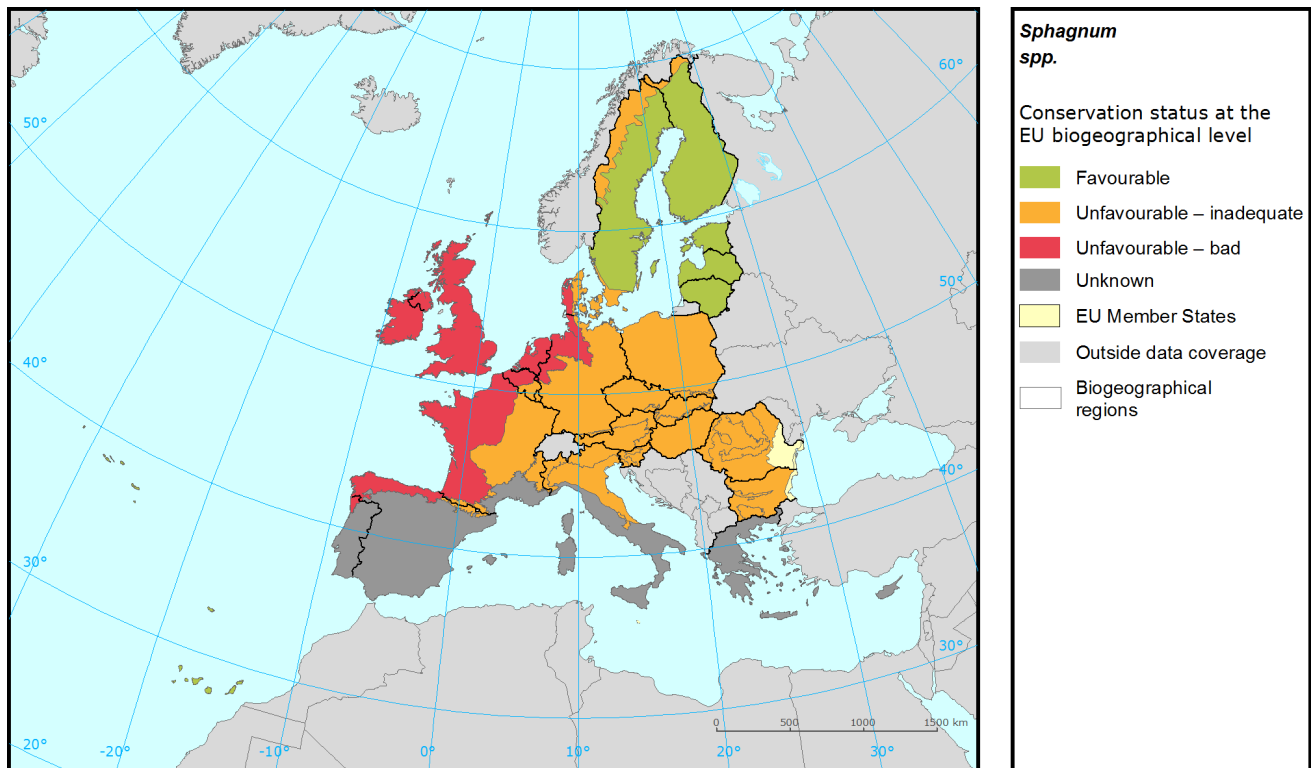 60°
50°
50°
40°
40°
30°
30°
20°
-20°
-10°
0°
10°
20°
30°
0 500 1000 1500 km
Sphagnum
spp.
Conservation status at the
EU biogeographical level
Favourable
Unfavourable – inadequate
Unfavourable – bad
Unknown
EU Member States
Outside data coverage
Biogeographical
regions